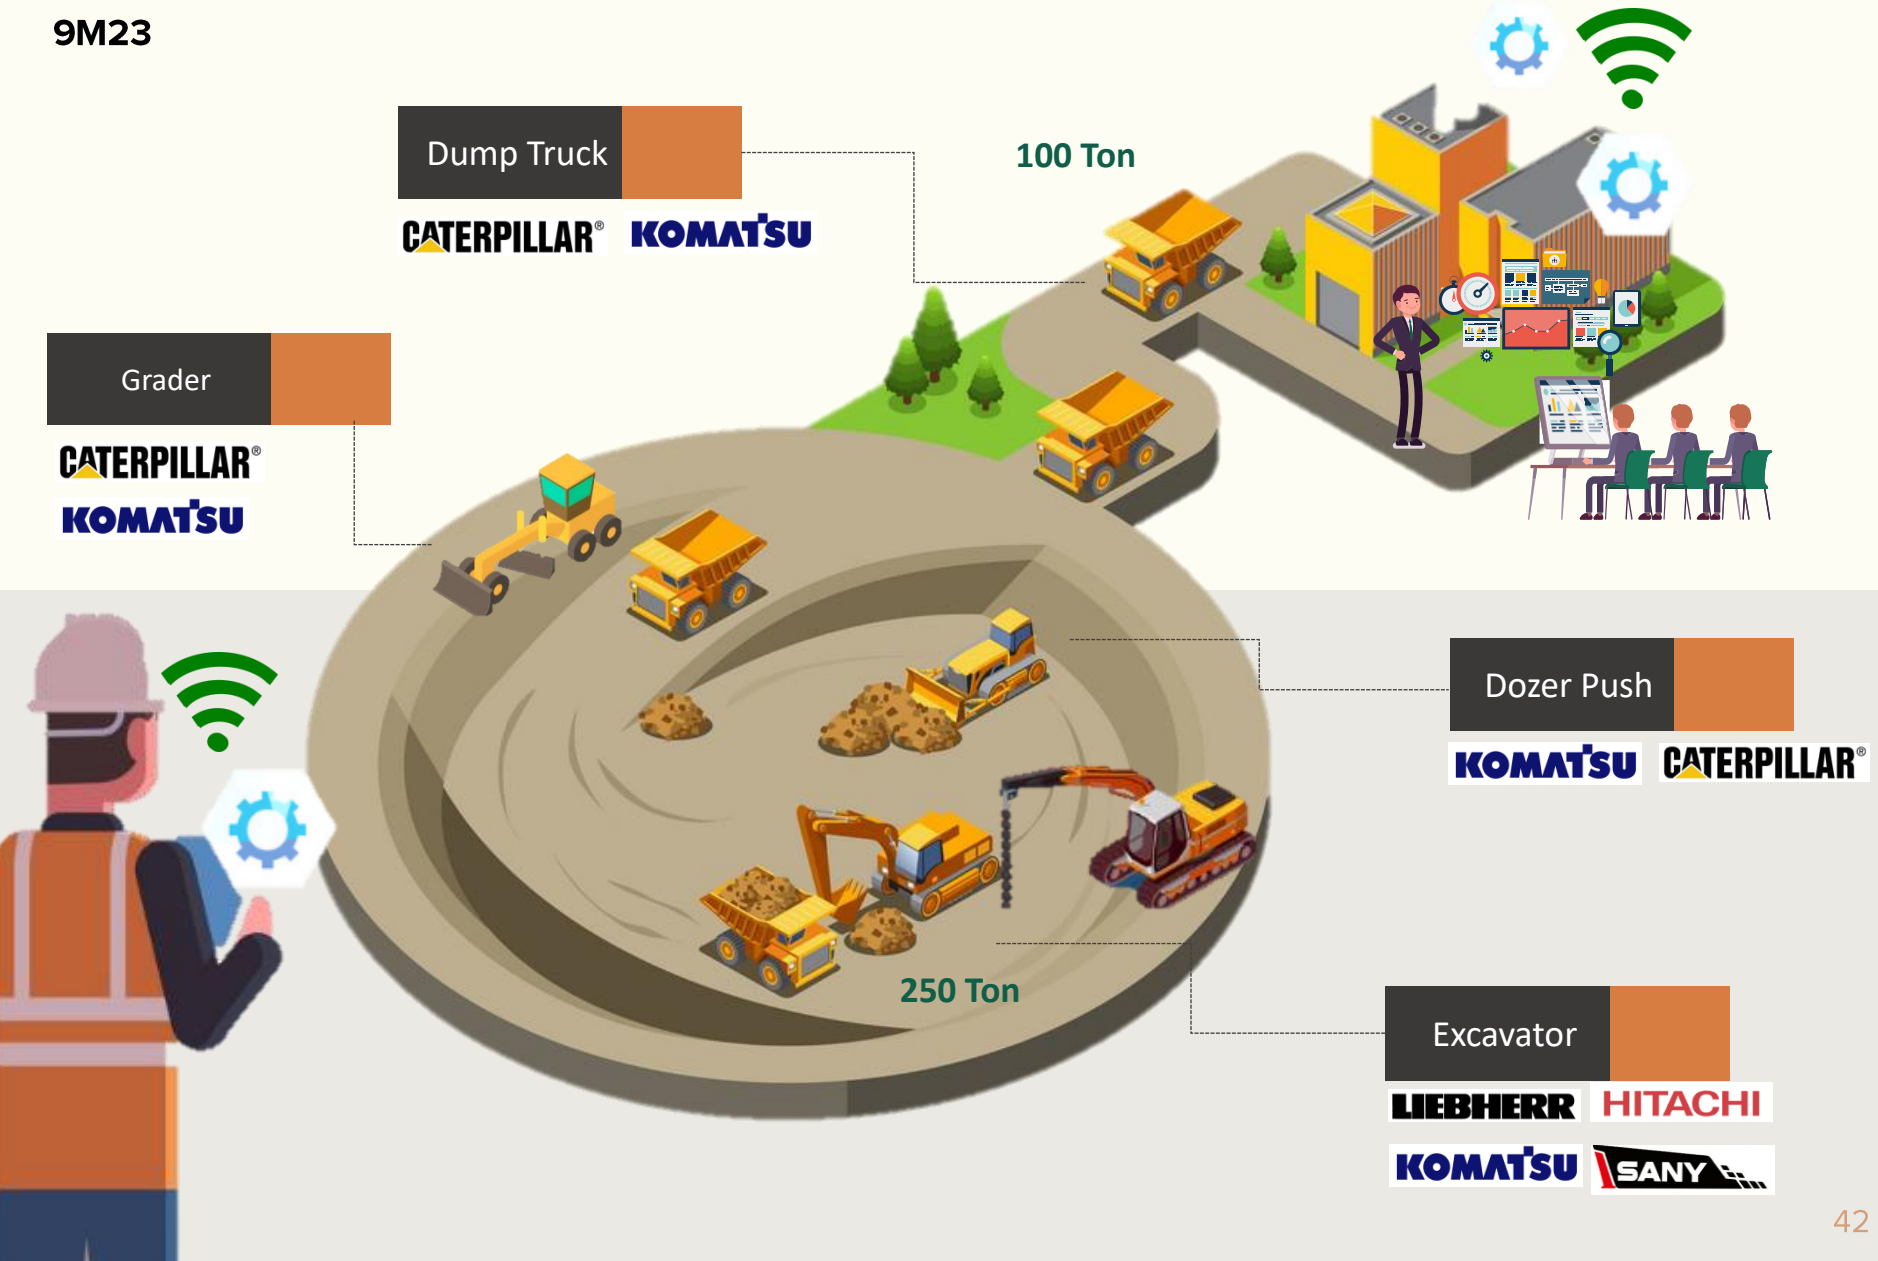 9M23
Dump Truck
CATERPILLAR®
KOMATSU
100 Ton
Grader
CATERPILLAR®
KOMATSU
Dozer Push
KOMATSU
CATERPILLAR®
250 Ton
Excavator
LIEBHERR
HITACHI
KOMATSU
SANY
42